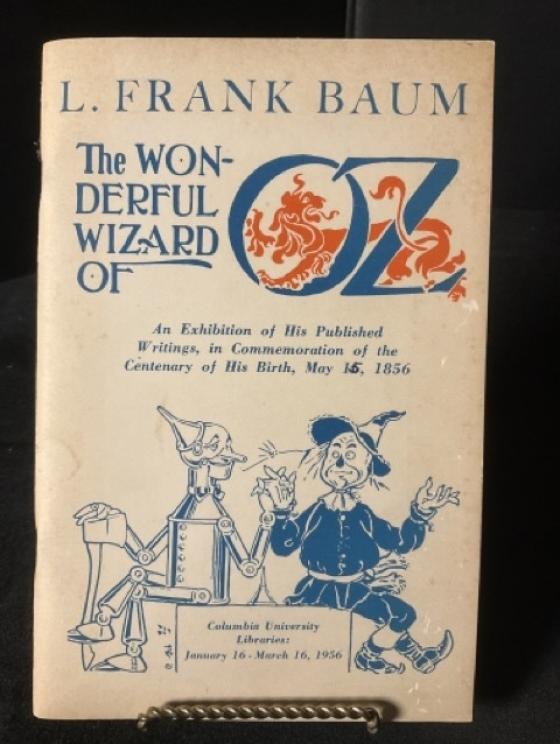 L. FRANK BAUM
The WON-
DERFUL
WIZARD
OF
OZ
An Exhibition of His Published
Writings, in Commemoration of the
Centenary of His Birth, May 15, 1856
Columbia University
Libraries:
January 16 - March 16, 1956